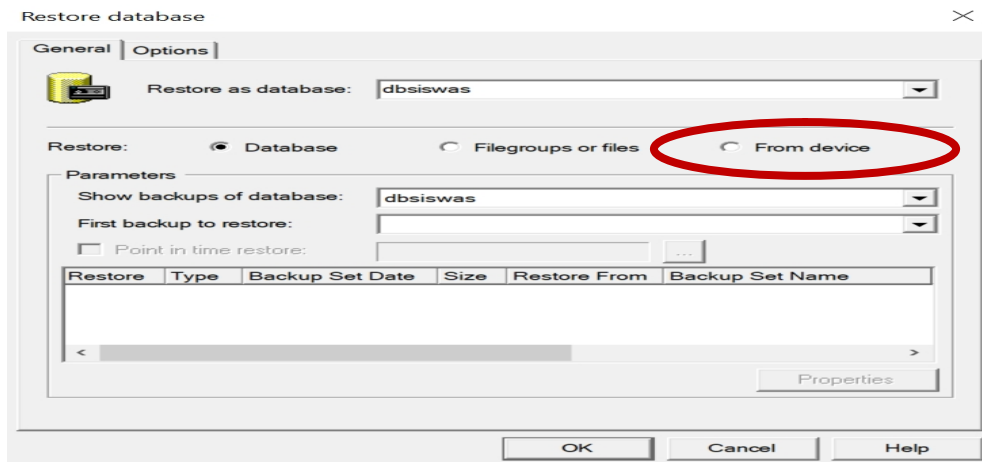 Restore database
General Options
Restore as database: dbsiswas
Restore: Database Filegroups or files From device
Parameters
Show backups of database: dbsiswas
First backup to restore:
Point in time restore: ...
Restore Type Backup Set Date Size Restore From Backup Set Name
Properties
OK Cancel Help